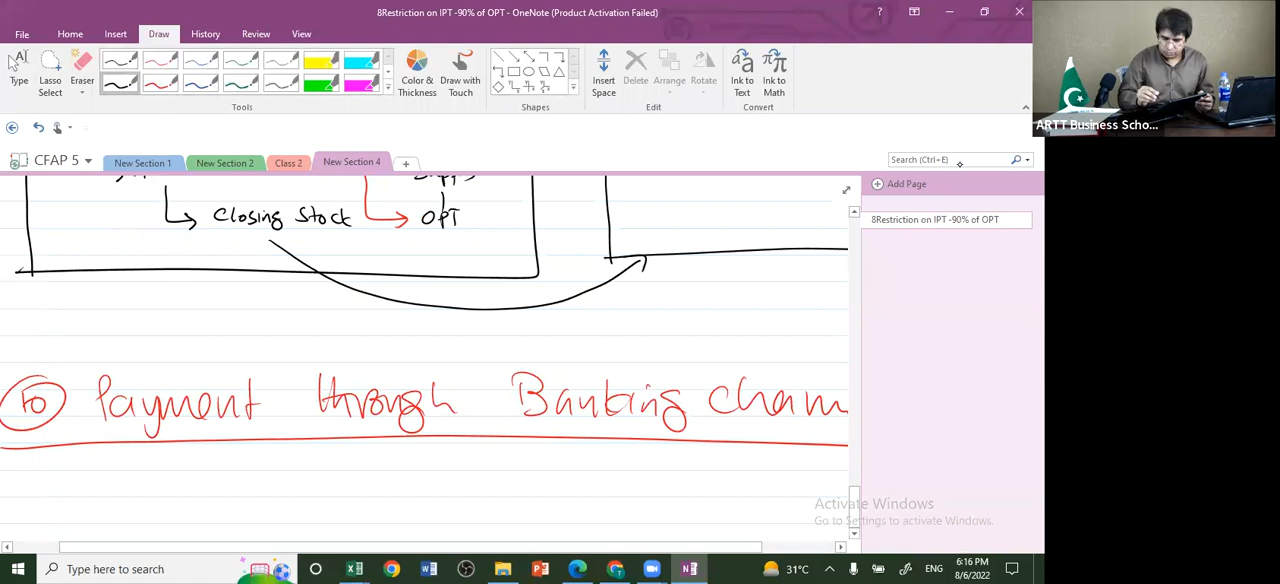 8Restriction on IPT -90% of OPT - OneNote (Product Activation Failed)
File Home Insert Draw History Review View
Type
Lasso Select
Eraser
Color & Thickness
Draw with Touch
Insert Space
Delete
Arrange
Rotate
Ink to Text
Ink to Math
Tools
Shapes
Edit
Convert
ARTT Business Scho...
CFAP 5
New Section 1
New Section 2
Class 2
New Section 4
Search (Ctrl+E)
Add Page
8Restriction on IPT -90% of OPT
Closing Stock
OPT
10 Payment through Banking Chann
Activate Windows
Go to Settings to activate Windows.
Type here to search
31°C
ENG
6:16 PM
8/6/2022